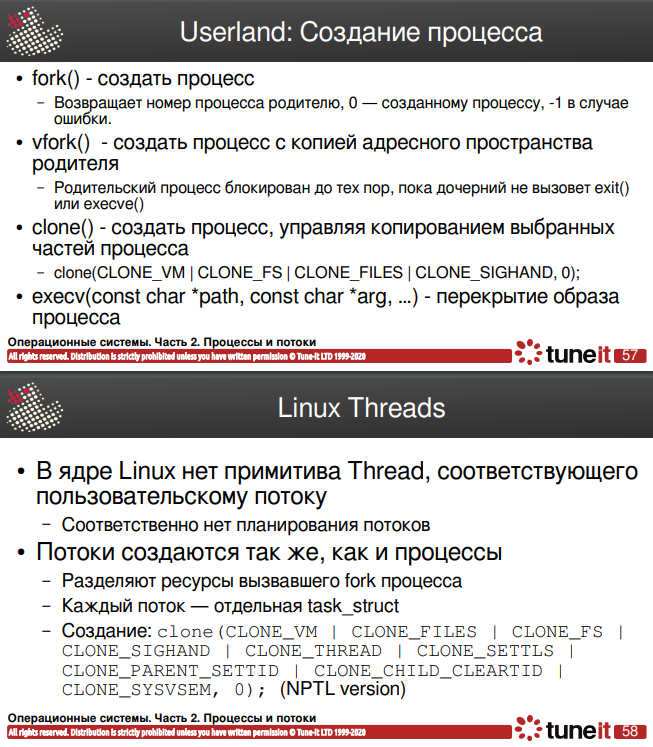 Userland: Создание процесса
• fork() - создать процесс
– Возвращает номер процесса родителю, 0 — созданному процессу, -1 в случае
ошибки.
• vfork() - создать процесс с копией адресного пространства
родителя
– Родительский процесс блокирован до тех пор, пока дочерний не вызовет exit()
или execve()
• clone() - создать процесс, управляя копированием выбранных
частей процесса
– clone(CLONE_VM | CLONE_FS | CLONE_FILES | CLONE_SIGHAND, 0);
• execv(const char *path, const char *arg, ...) - перекрытие образа
процесса
Операционные системы. Часть 2. Процессы и потоки
All rights reserved. Distribution is strictly prohibited unless you have written permission © Tune-it LTD 1999-2020
tuneit 57
Linux Threads
• В ядре Linux нет примитива Thread, соответствующего
пользовательскому потоку
– Соответственно нет планирования потоков
• Потоки создаются так же, как и процессы
– Разделяют ресурсы вызвавшего fork процесса
– Каждый поток — отдельная task_struct
– Создание: clone(CLONE_VM | CLONE_FILES | CLONE_FS |
CLONE_SIGHAND | CLONE_THREAD | CLONE_SETTLS |
CLONE_PARENT_SETTID | CLONE_CHILD_CLEARTID |
CLONE_SYSVSEM, 0); (NPTL version)
Операционные системы. Часть 2. Процессы и потоки
All rights reserved. Distribution is strictly prohibited unless you have written permission © Tune-it LTD 1999-2020
tuneit 58